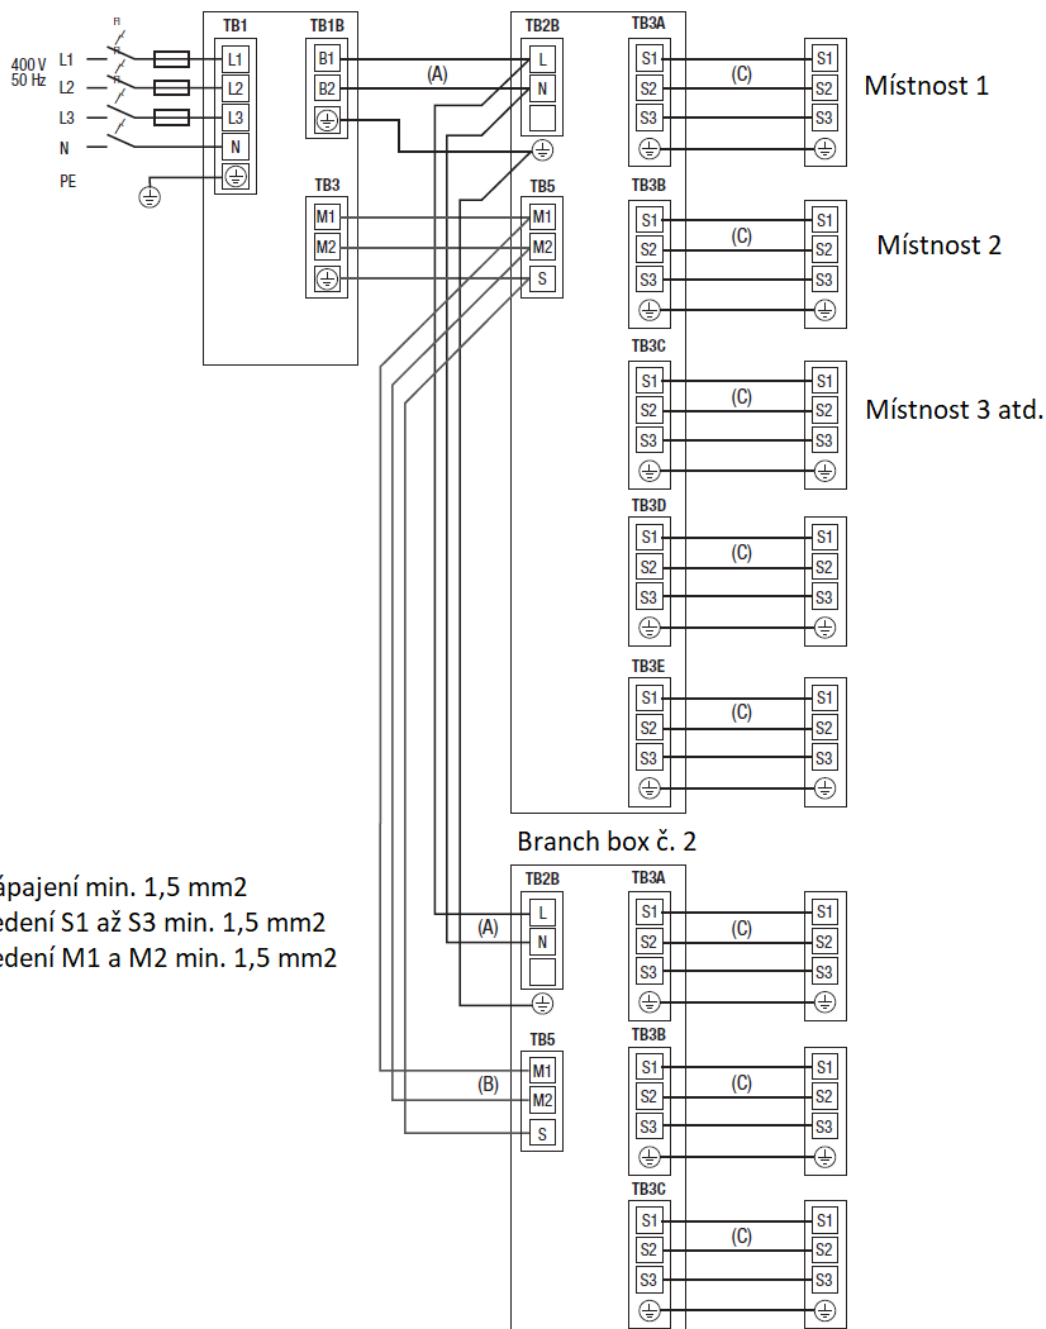 TB1
TB1B
TB2B
TB3A
400 V
50 Hz
L1
L2
L3
N
PE
L1
L2
L3
N
B1
B2
(A)
L
N
S1
S2
S3
(C)
S1
S2
S3
Místnost 1
TB3
M1
M2
TB5
M1
M2
S
TB3B
S1
S2
S3
(C)
S1
S2
S3
Místnost 2
TB3C
S1
S2
S3
(C)
S1
S2
S3
Místnost 3 atd.
TB3D
S1
S2
S3
(C)
S1
S2
S3
TB3E
S1
S2
S3
(C)
S1
S2
S3
Branch box č. 2
ápajení min. 1,5 mm2
edení S1 až S3 min. 1,5 mm2
edení M1 a M2 min. 1,5 mm2
TB2B
L
N
(A)
TB3A
S1
S2
S3
(C)
S1
S2
S3
TB5
M1
M2
S
(B)
TB3B
S1
S2
S3
(C)
S1
S2
S3
TB3C
S1
S2
S3
(C)
S1
S2
S3